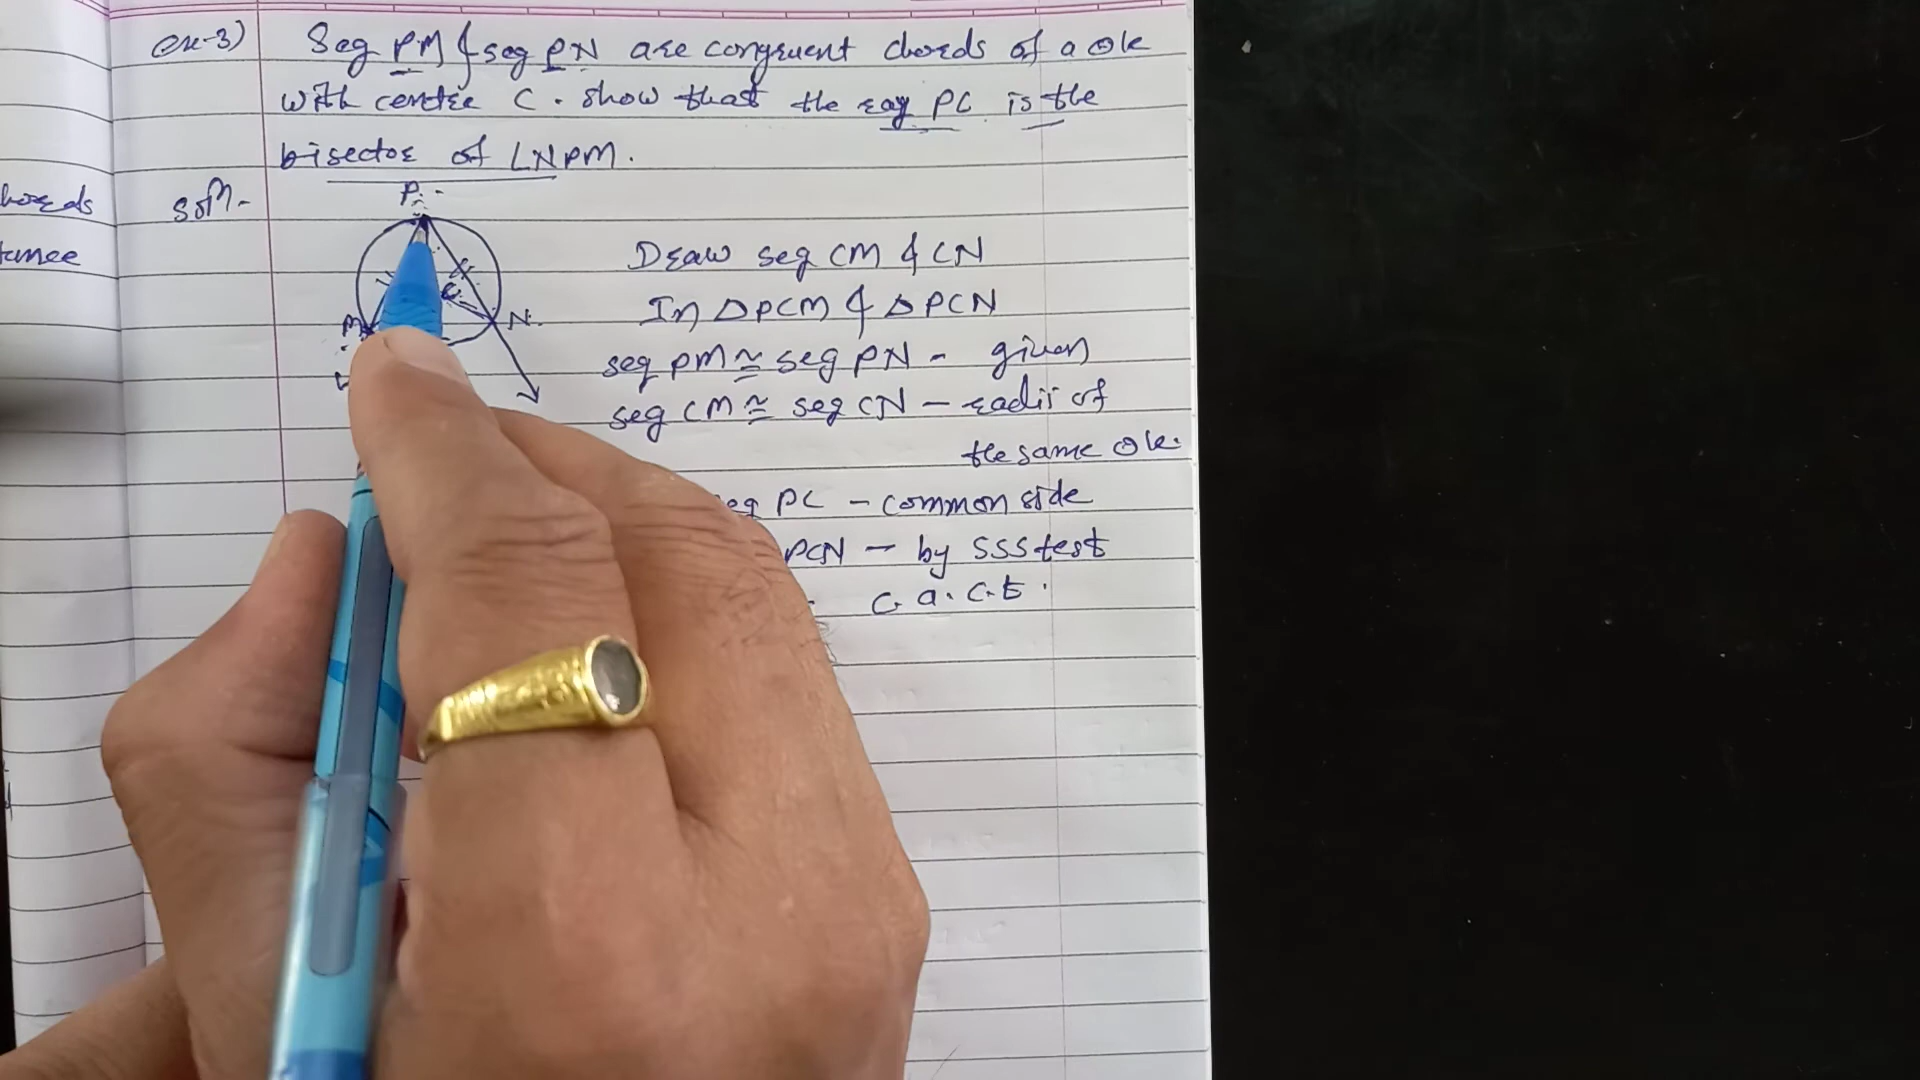 ex-3) Seg PM & seg PN are congruent chords of a ⊙le
with centre C. show that the ray PC is the
bisector of ∠NPM.
hords
soln-
P
tance
Draw seg CM & CN
C
In △PCM & △PCN
M N
seg PM ≅ seg PN - given
seg CM ≅ seg CN - radii of
the same ⊙le.
eg PC - common side
PCN - by SSS test
c.a.c.t.